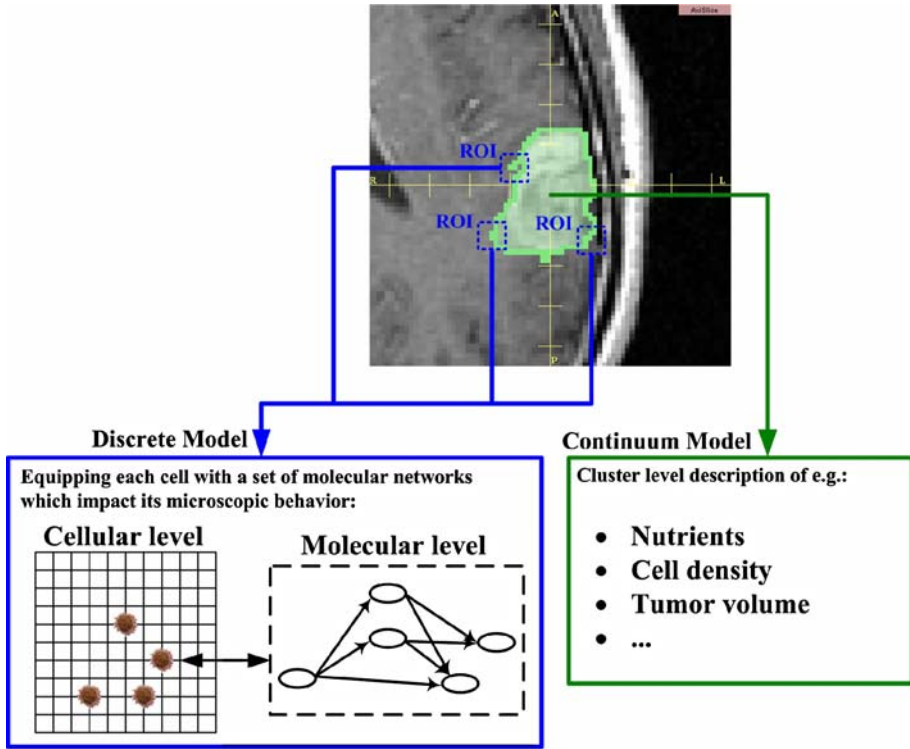 AxiSlice
A
ROI
R
L
ROI
ROI
P
Discrete Model
Continuum Model
Equipping each cell with a set of molecular networks
which impact its microscopic behavior:
Cellular level
Molecular level
Cluster level description of e.g.:
• Nutrients
• Cell density
• Tumor volume
• ...